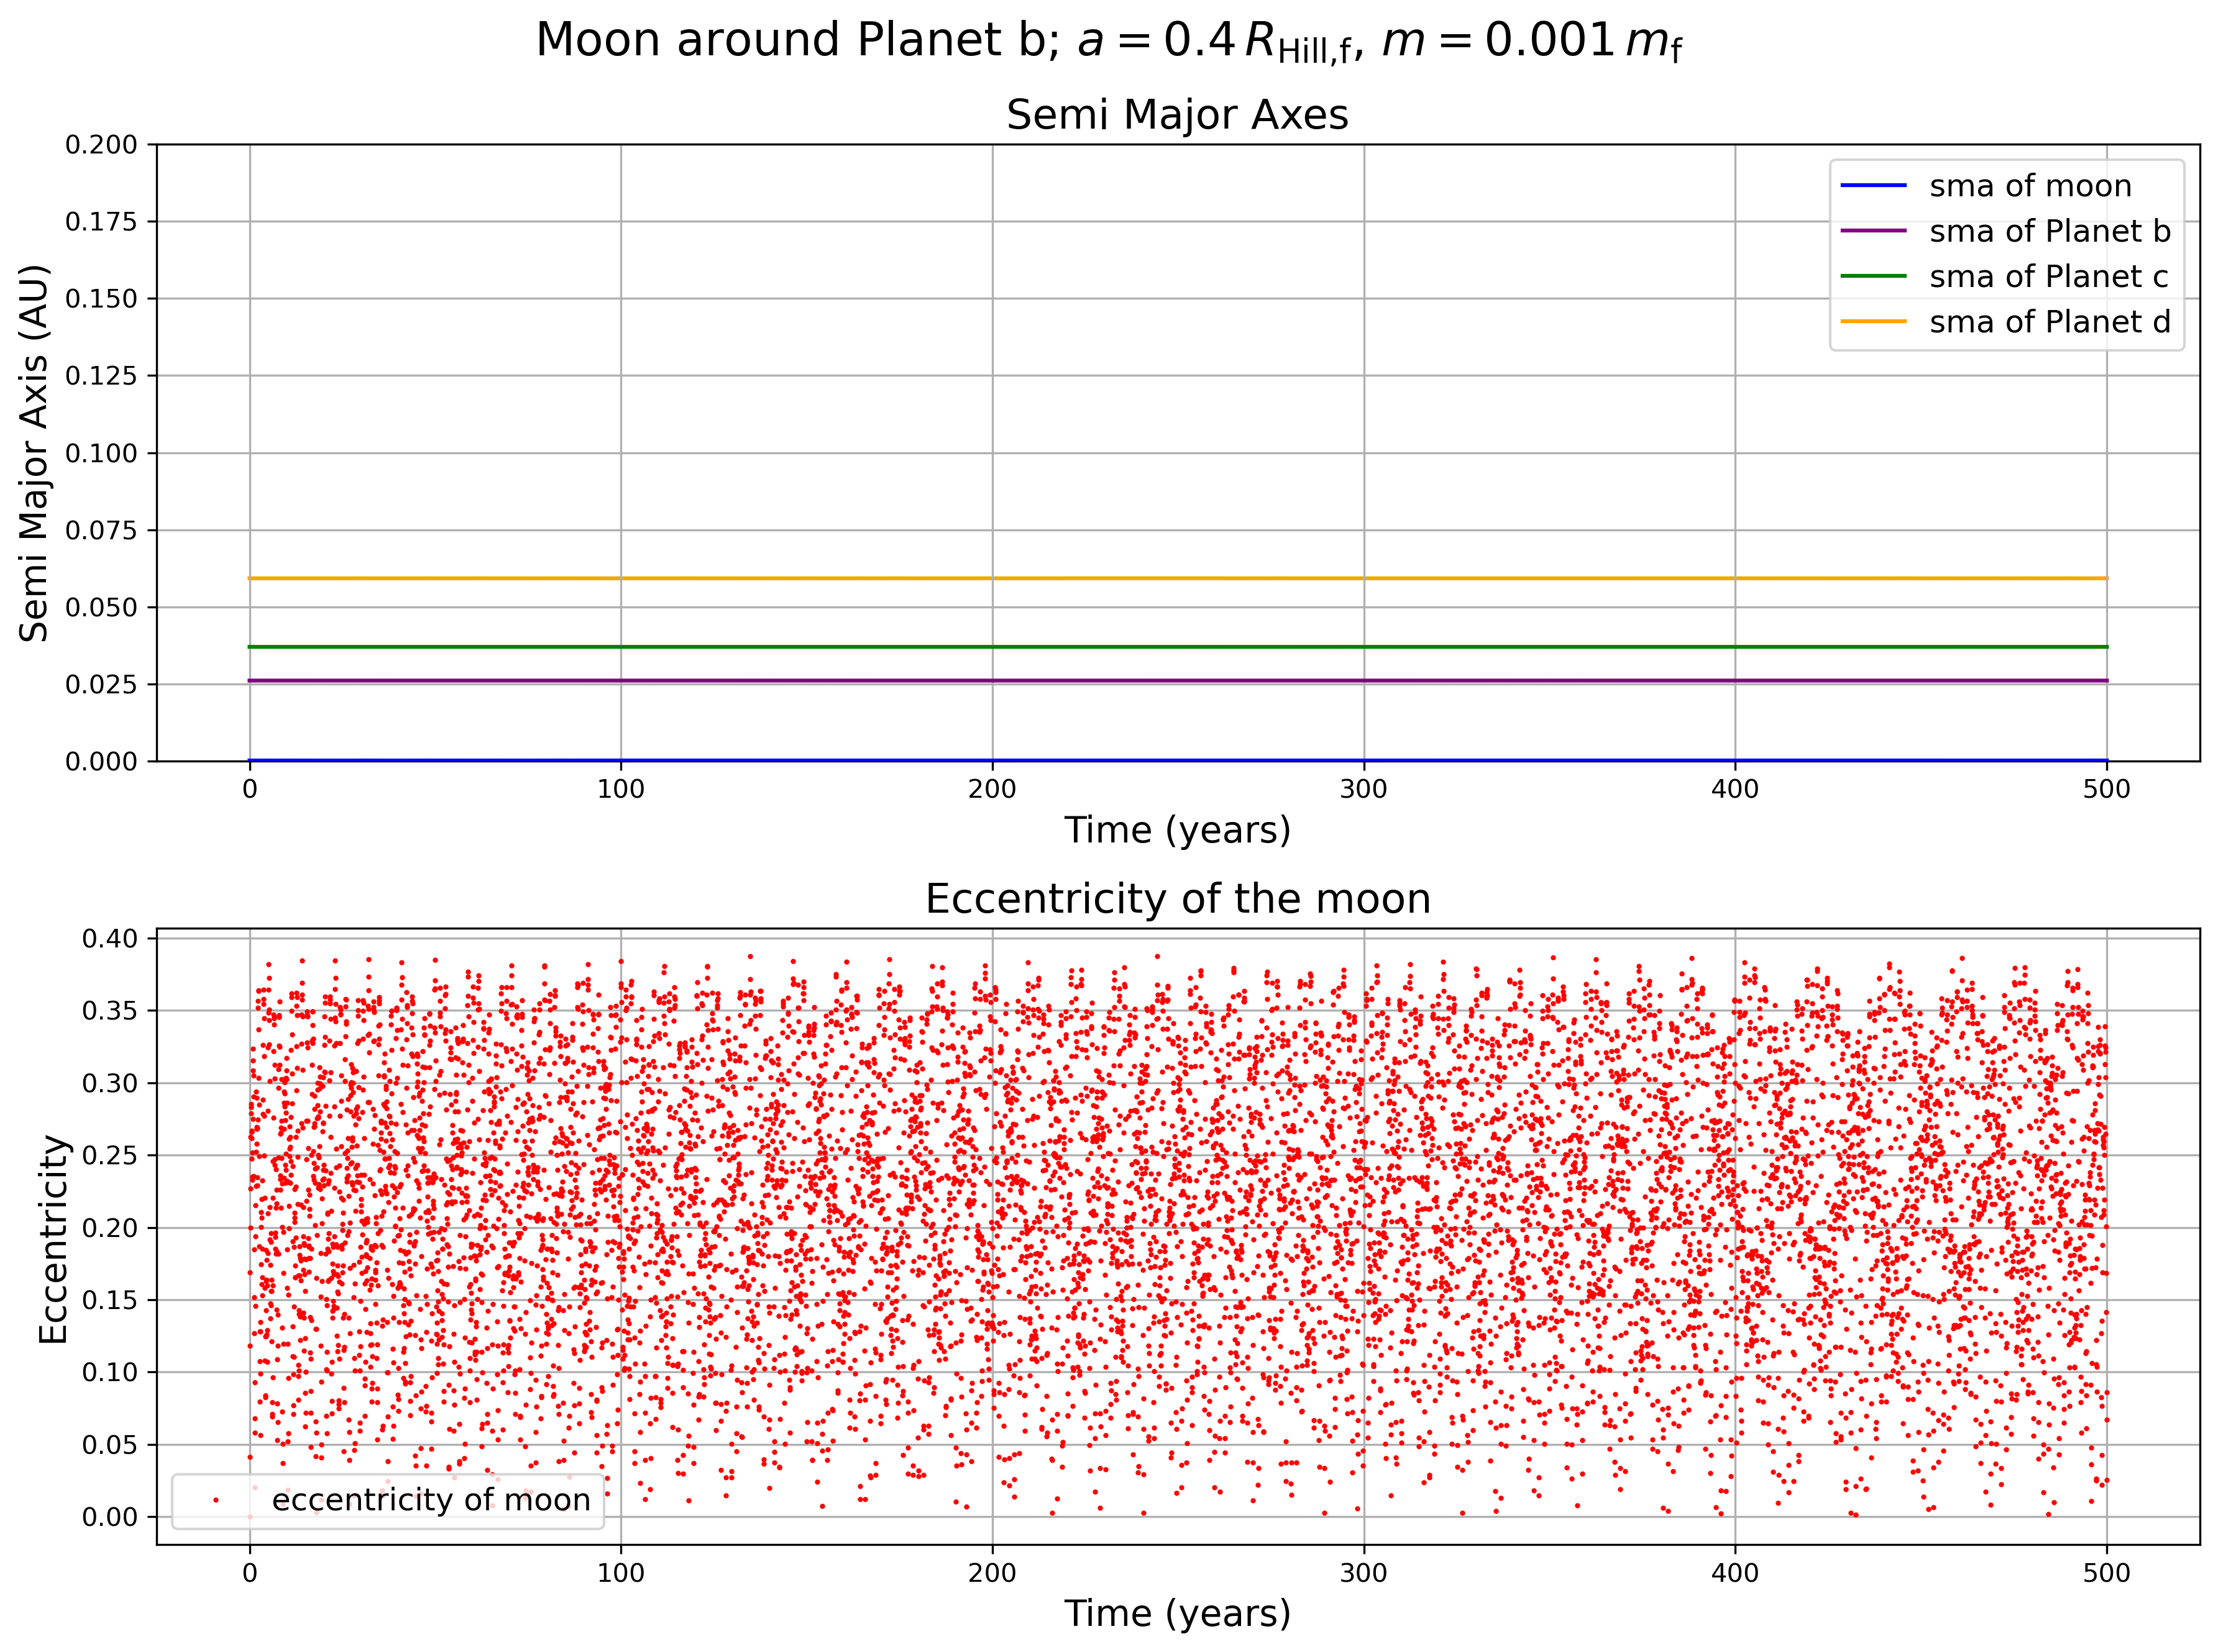 Moon around Planet b; a = 0.4 R_Hill,f, m = 0.001 m_f
Semi Major Axes
Semi Major Axis (AU)
0.200
0.175
0.150
0.125
0.100
0.075
0.050
0.025
0.000
sma of moon
sma of Planet b
sma of Planet c
sma of Planet d
0 100 200 300 400 500
Time (years)
Eccentricity of the moon
Eccentricity
0.40
0.35
0.30
0.25
0.20
0.15
0.10
0.05
0.00
eccentricity of moon
0 100 200 300 400 500
Time (years)